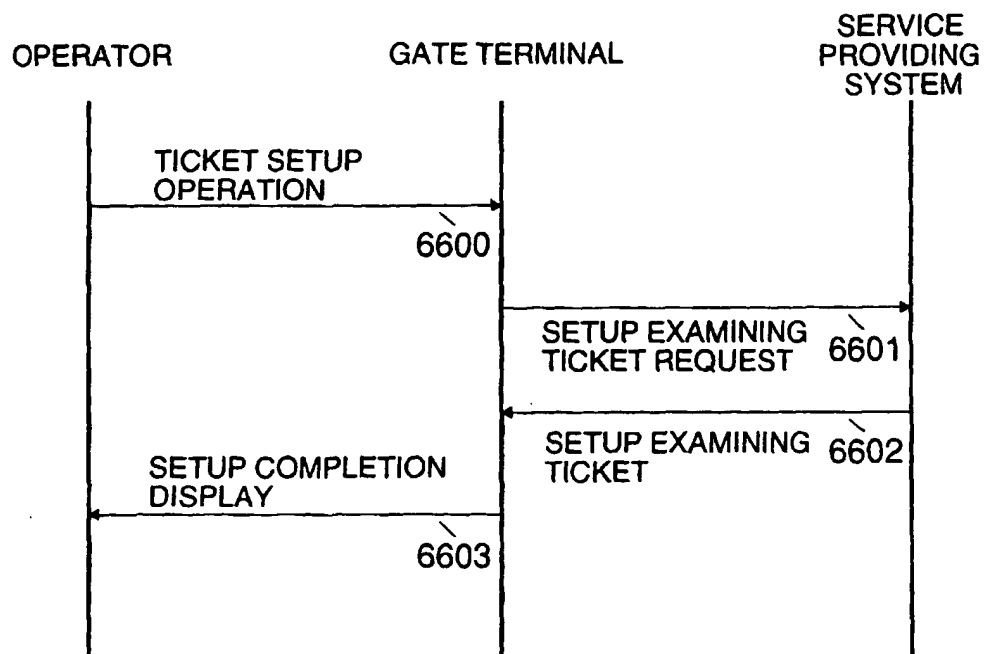 OPERATOR
GATE TERMINAL
SERVICE
PROVIDING
SYSTEM
TICKET SETUP
OPERATION
6600
SETUP EXAMINING
TICKET REQUEST
6601
SETUP EXAMINING
TICKET
6602
SETUP COMPLETION
DISPLAY
6603